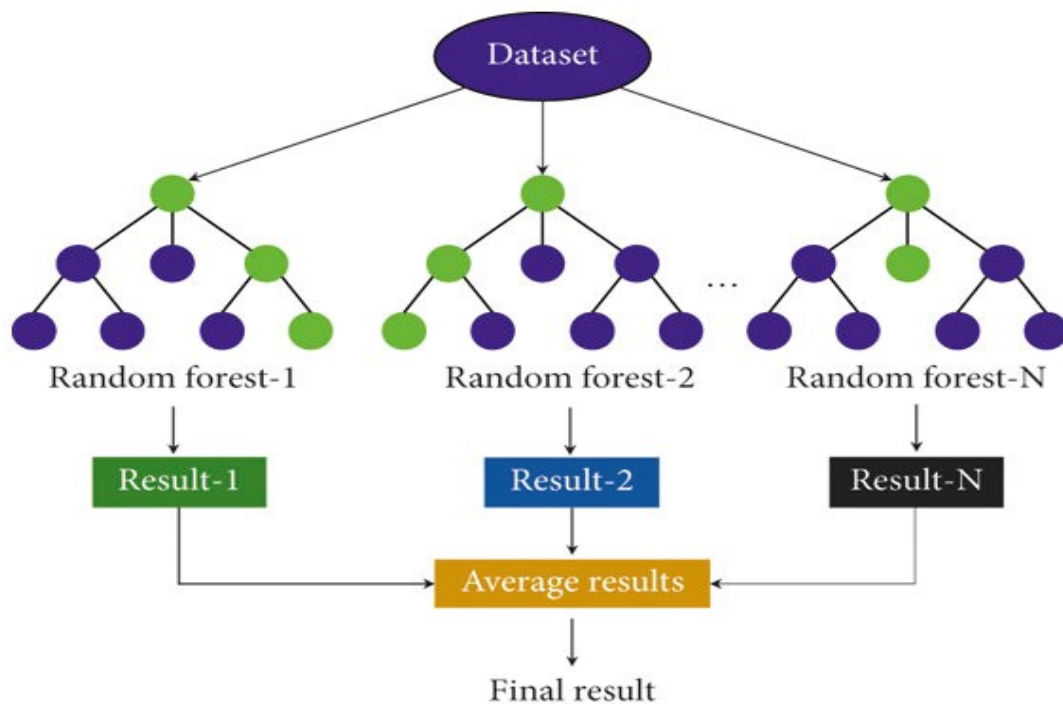 Dataset
...
Random forest-1
Random forest-2
Random forest-N
Result-1
Result-2
Result-N
Average results
Final result